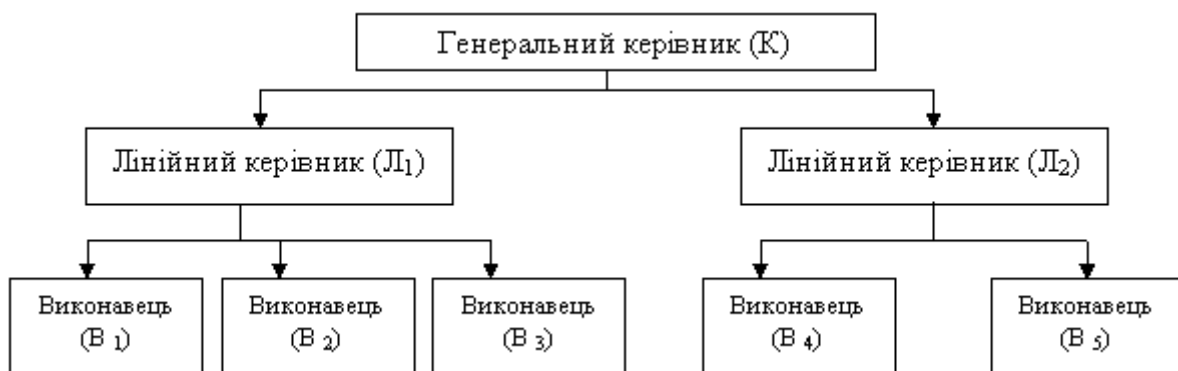 Генеральний керівник (К)
Лінійний керівник (Л1)
Лінійний керівник (Л2)
Виконавець
(В 1)
Виконавець
(В 2)
Виконавець
(В 3)
Виконавець
(В 4)
Виконавець
(В 5)